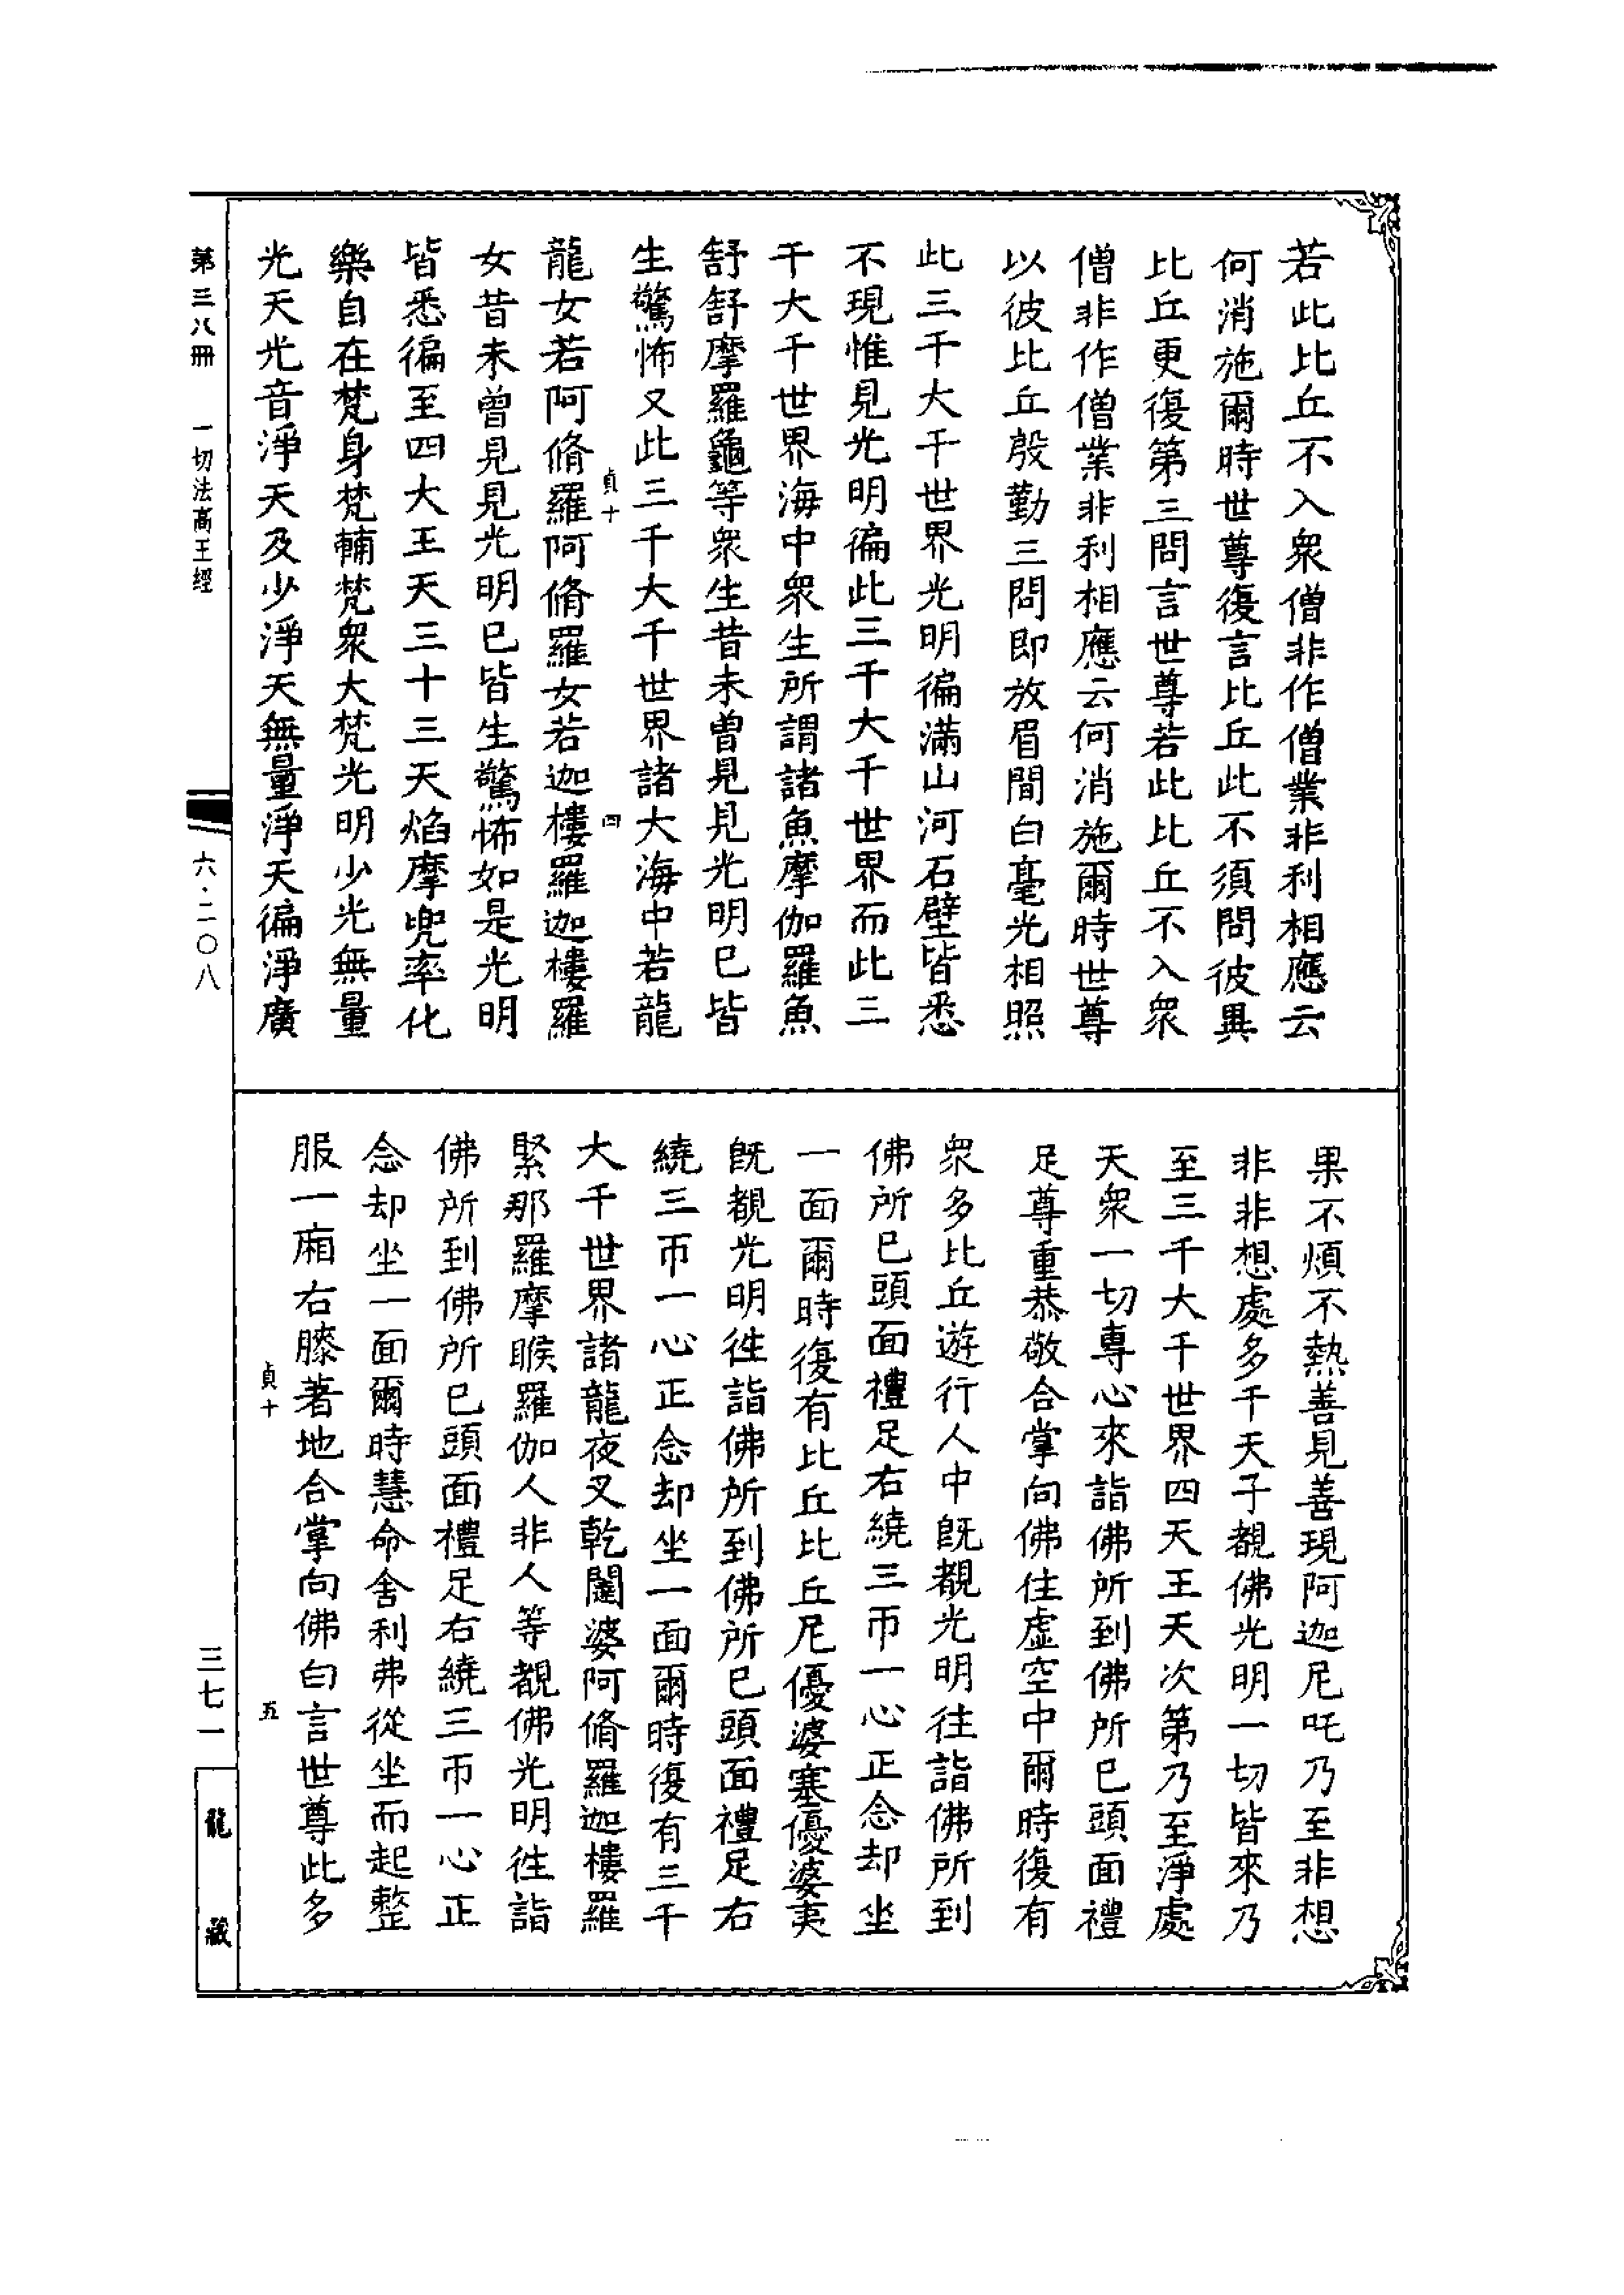 若此比丘不入衆僧非作僧業非利相應云
何消施爾時世尊復言比丘此不須問彼異
比丘更復第三問言世尊若此比丘不入衆
僧非作僧業非利相應云何消施爾時世尊
以彼比丘殷勤三問即放眉間白毫光相照
此三千大千世界光明徧滿山河石壁皆悉
不現惟見光明徧此三千大千世界而此三
千大千世界海中衆生所謂諸魚摩伽羅魚
舒舒摩羅龜等衆生昔未曾見見光明已皆
生驚怖又此三千大千世界諸大海中若龍
貞十 四
龍女若阿脩羅阿脩羅女若迦樓羅迦樓羅
女昔未曾見見光明已皆生驚怖如是光明
皆悉徧至四大王天三十三天焰摩兜率化
樂自在梵身梵輔梵衆大梵光明少光無量
光天光音淨天及少淨天無量淨天徧淨廣
果不煩不熱善見善現阿迦尼吒乃至非想
非非想處多千天子覩佛光明一切皆來乃
至三千大千世界四天王天次第乃至淨處
天衆一切專心來詣佛所到佛所已頭面禮
足尊重恭敬合掌向佛住虛空中爾時復有
衆多比丘遊行人中旣覩光明往詣佛所到
佛所已頭面禮足右繞三帀一心正念却坐
一面爾時復有比丘比丘尼優婆塞優婆夷
旣覩光明徃詣佛所到佛所已頭面禮足右
繞三帀一心正念却坐一面爾時復有三千
大千世界諸龍夜叉乾闥婆阿脩羅迦樓羅
緊那羅摩睺羅伽人非人等覩佛光明徃詣
佛所到佛所已頭面禮足右繞三帀一心正
念却坐一面爾時慧命舍利弗從坐而起整
服一廂右膝著地合掌向佛白言世尊此多
貞十 五
第三八冊 一切法高王經
六·二〇八
三七一
龍藏